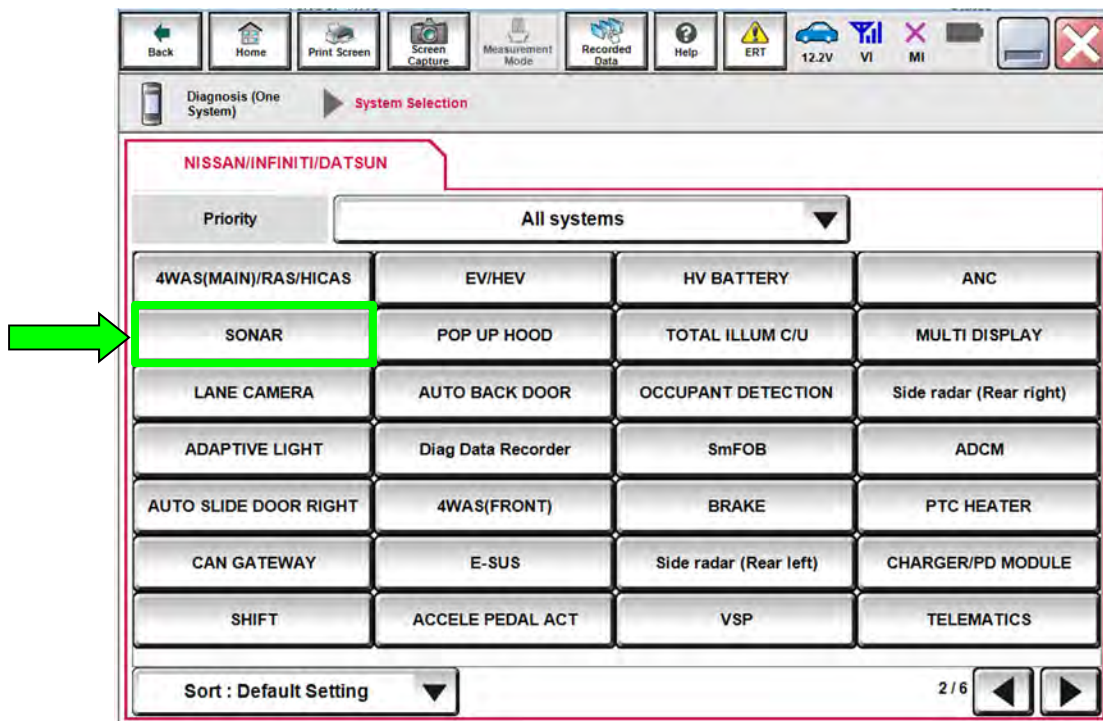 Back
Home
Print Screen
Screen
Capture
Measurement
Mode
Recorded
Data
Help
ERT
12.2V
VI
MI
Diagnosis (One
System)
System Selection
NISSAN/INFINITI/DATSUN
Priority
All systems
4WAS(MAIN)/RAS/HICAS
EV/HEV
HV BATTERY
ANC
SONAR
POP UP HOOD
TOTAL ILLUM C/U
MULTI DISPLAY
LANE CAMERA
AUTO BACK DOOR
OCCUPANT DETECTION
Side radar (Rear right)
ADAPTIVE LIGHT
Diag Data Recorder
SmFOB
ADCM
AUTO SLIDE DOOR RIGHT
4WAS(FRONT)
BRAKE
PTC HEATER
CAN GATEWAY
E-SUS
Side radar (Rear left)
CHARGER/PD MODULE
SHIFT
ACCELE PEDAL ACT
VSP
TELEMATICS
Sort : Default Setting
2 / 6